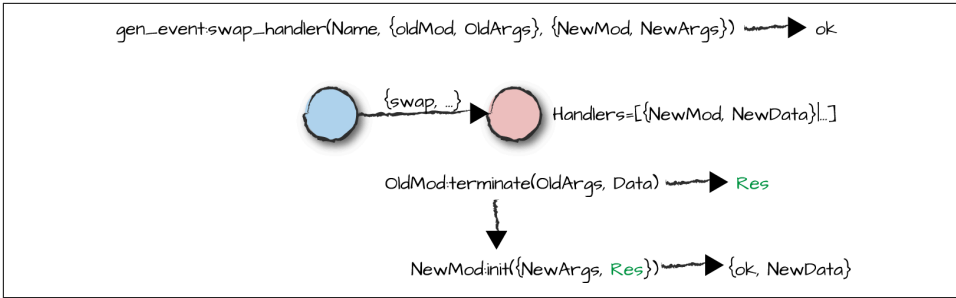 gen_event:swap_handler(Name, {oldMod, OldArgs}, {NewMod, NewArgs}) ok
{swap, ...}
Handlers=[{NewMod, NewData}|...]
OldMod:terminate(OldArgs, Data) Res
NewMod:init({NewArgs, Res}) {ok, NewData}